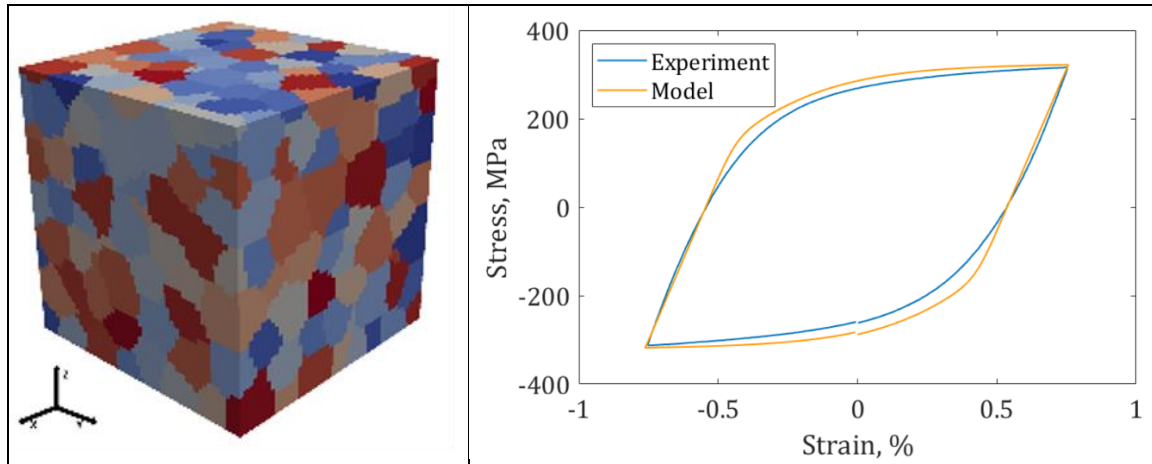 Z
X
Y
400
200
0
-200
-400
Stress, MPa
Experiment
Model
-1
-0.5
0
0.5
1
Strain, %